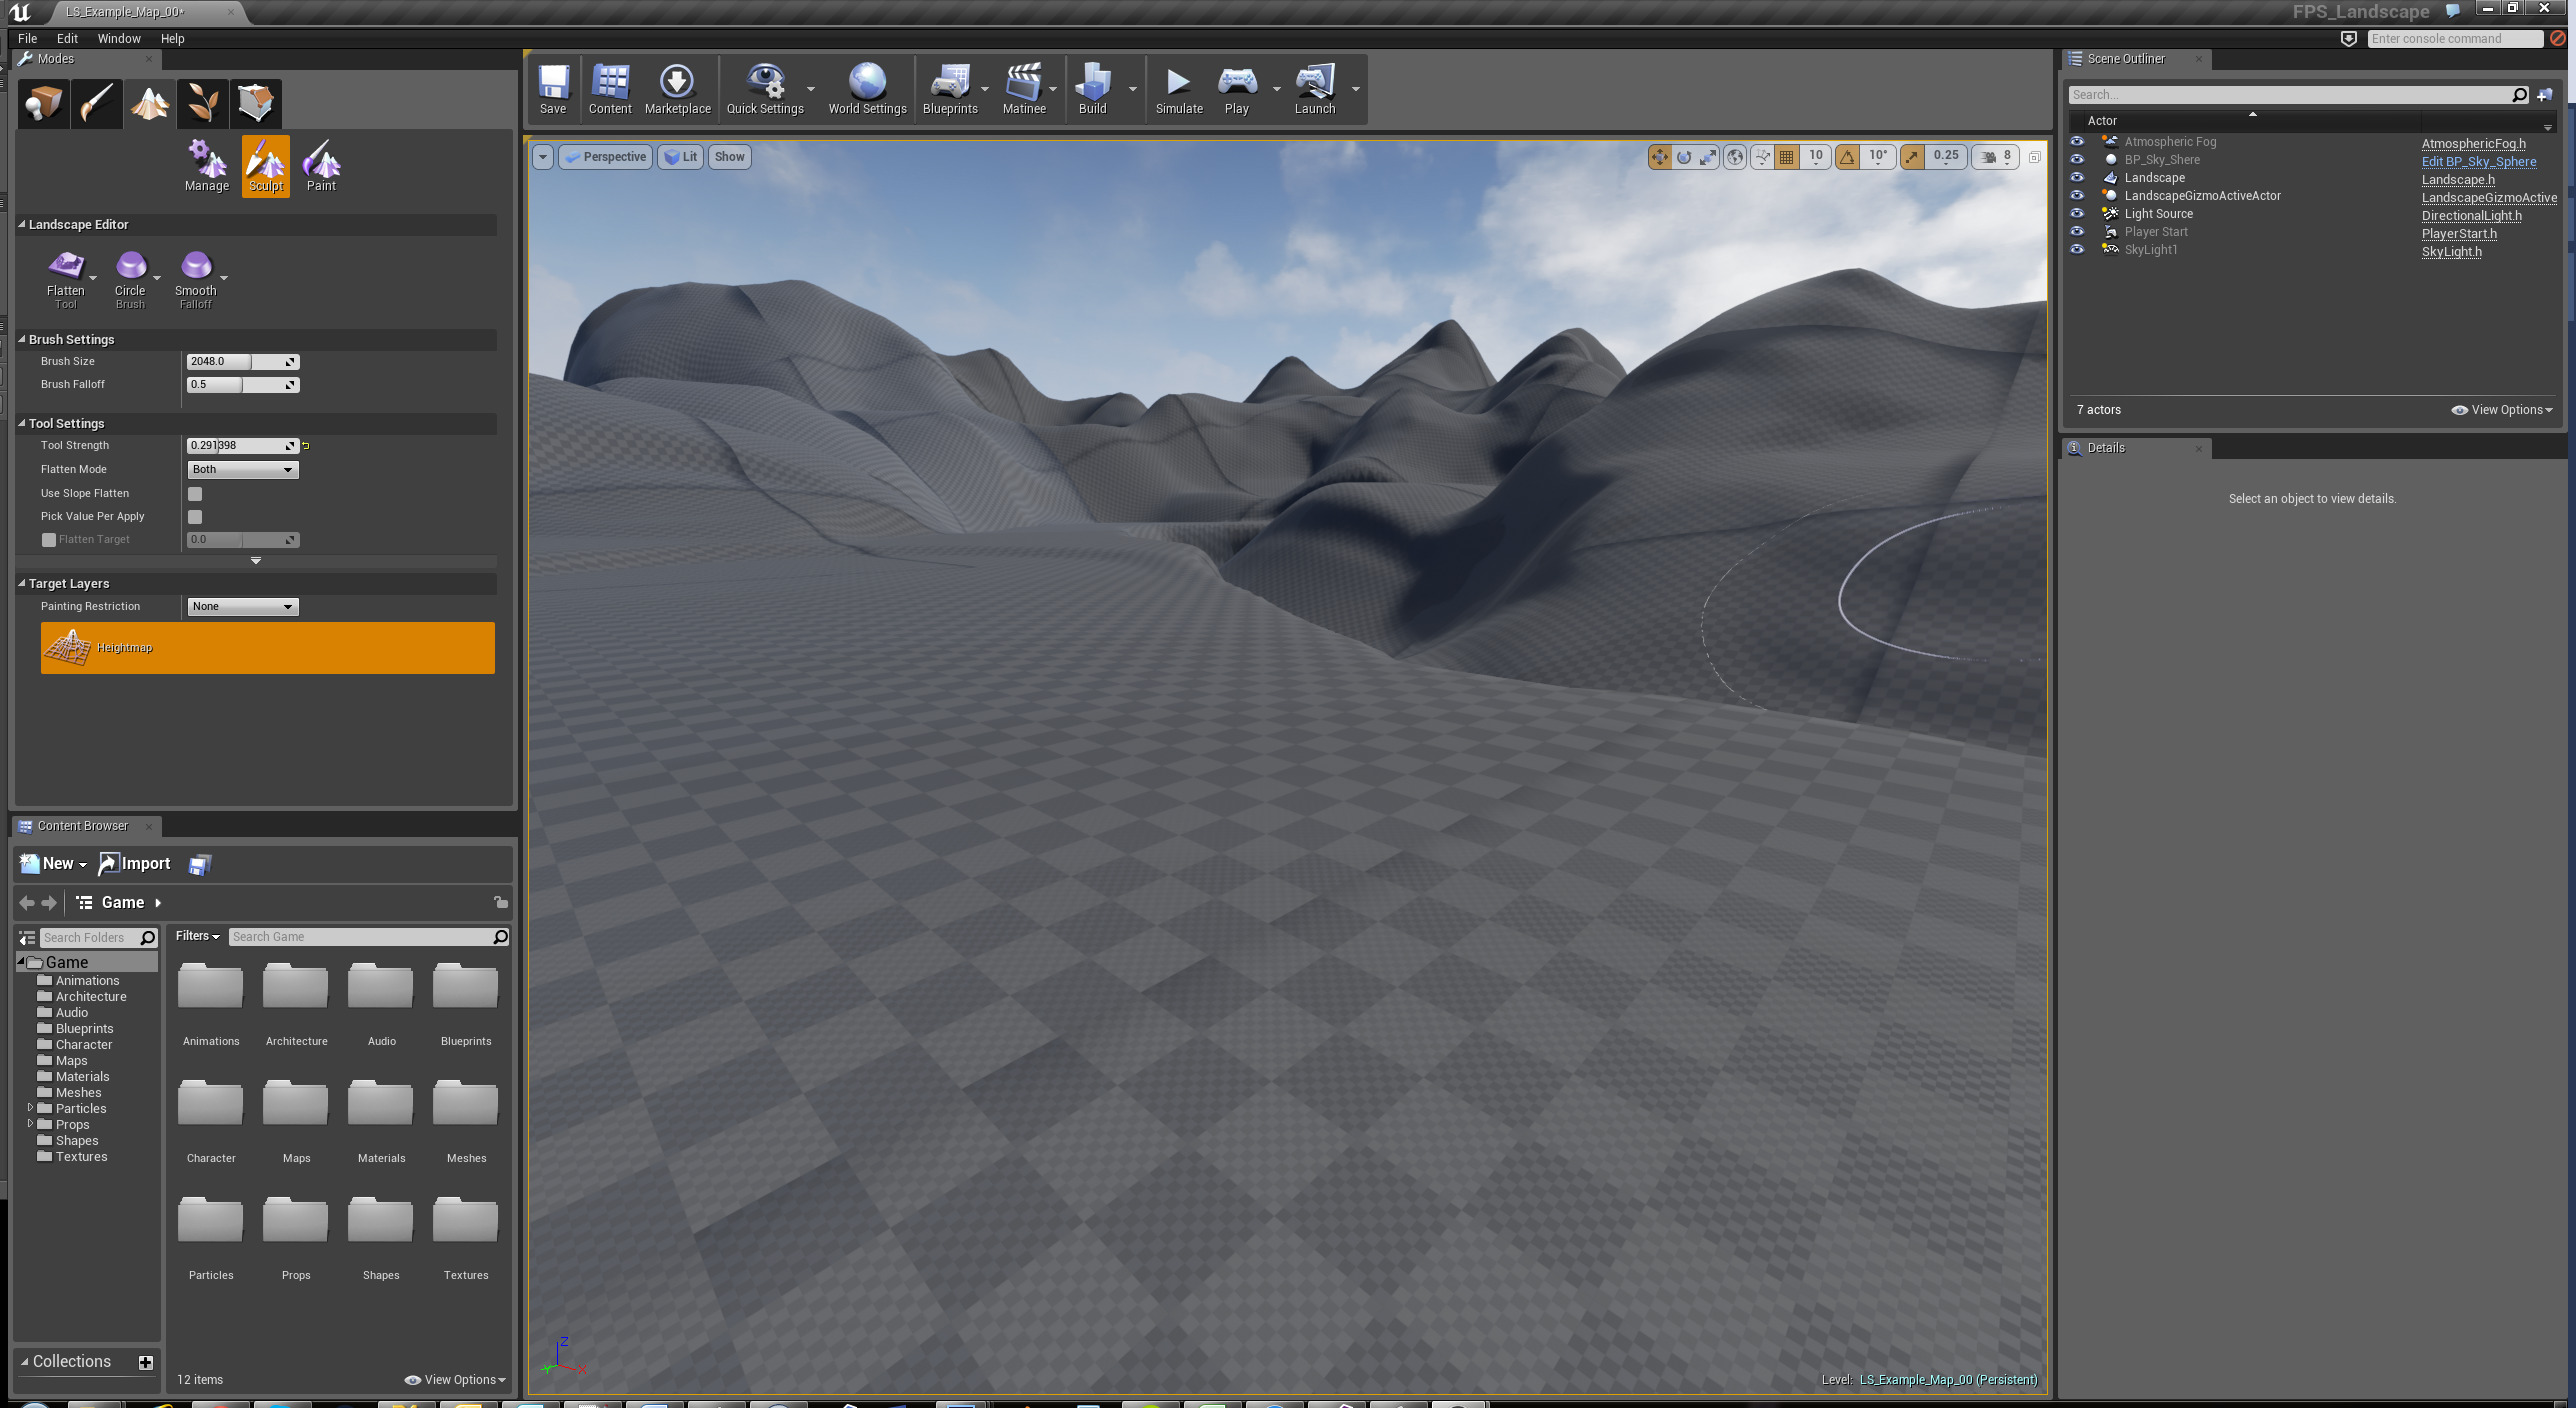 LS_Example_Map_00*
FPS_Landscape
File Edit Window Help
Enter console command
Modes
Manage Sculpt Paint
Landscape Editor
Flatten Circle Smooth
Tool Brush Falloff
Brush Settings
Brush Size 2048.0
Brush Falloff 0.5
Tool Settings
Tool Strength 0.291398
Flatten Mode Both
Use Slope Flatten
Pick Value Per Apply
Flatten Target 0.0
Target Layers
Painting Restriction None
Heightmap
Content Browser
New Import
Game
Search Folders
Game
Animations
Architecture
Audio
Blueprints
Character
Maps
Materials
Meshes
Particles
Props
Shapes
Textures
Collections
Filters Search Game
Animations Architecture Audio Blueprints
Character Maps Materials Meshes
Particles Props Shapes Textures
12 items View Options
Save Content Marketplace Quick Settings World Settings Blueprints Matinee Build Simulate Play Launch
Perspective Lit Show 10 10° 0.25 8
Z
Level: LS_Example_Map_00 (Persistent)
Scene Outliner
Search...
Actor
Atmospheric Fog AtmosphericFog.h
BP_Sky_Shere Edit BP_Sky_Sphere
Landscape Landscape.h
LandscapeGizmoActiveActor LandscapeGizmoActive
Light Source DirectionalLight.h
Player Start PlayerStart.h
SkyLight1 SkyLight.h
7 actors View Options
Details
Select an object to view details.